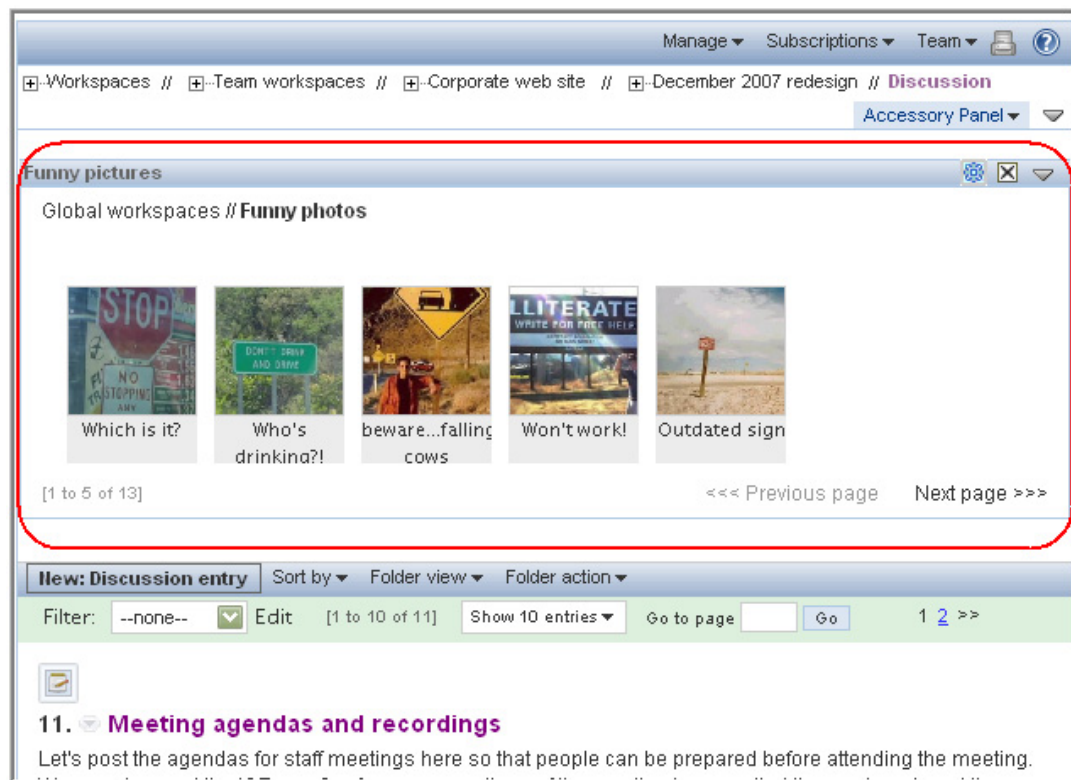 Manage Subscriptions Team
Workspaces // Team workspaces // Corporate web site // December 2007 redesign // Discussion
Accessory Panel
Funny pictures
Global workspaces // Funny photos
STOP
NO
STOPPING
ANY
DON'T DRINK
AND DRIVE
LLITERATE
WRITE FOR FREE HELP
Which is it?
Who's
drinking?!
beware...falling
cows
Won't work!
Outdated sign
[1 to 5 of 13] <<< Previous page Next page >>>
New: Discussion entry Sort by Folder view Folder action
Filter: --none-- Edit [1 to 10 of 11] Show 10 entries Go to page Go 1 2 >>
11. Meeting agendas and recordings
Let's post the agendas for staff meetings here so that people can be prepared before attending the meeting.